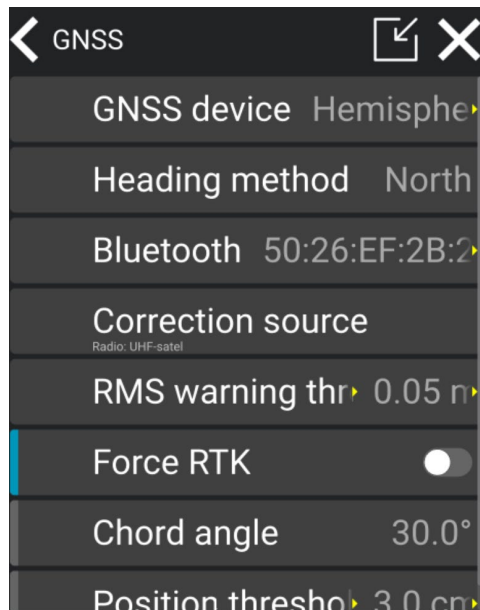 GNSS
GNSS device Hemisphe
Heading method North
Bluetooth 50:26:EF:2B:2
Correction source
Radio: UHF-satel
RMS warning thr 0.05 m
Force RTK
Chord angle 30.0°
Position threshol 3.0 cm